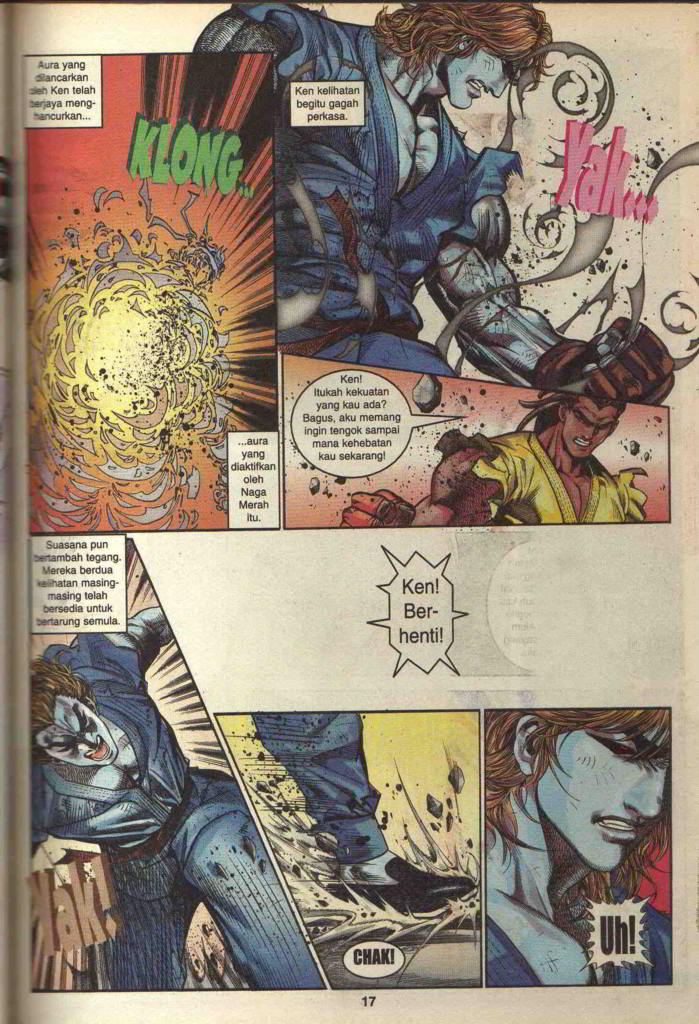 Aura yang
dilancarkan
oleh Ken telah
berjaya meng-
hancurkan...
KLONG...
...aura
yang
diaktifkan
oleh
Naga
Merah
itu.
Ken kelihatan
begitu gagah
perkasa.
Yak...
Ken!
Itukah kekuatan
yang kau ada?
Bagus, aku memang
ingin tengok sampai
mana kehebatan
kau sekarang!
Suasana pun
bertambah tegang.
Mereka berdua
kelihatan masing-
masing telah
bersedia untuk
bertarung semula.
Ken!
Ber-
henti!
Yak!
CHAK!
Uh!
17